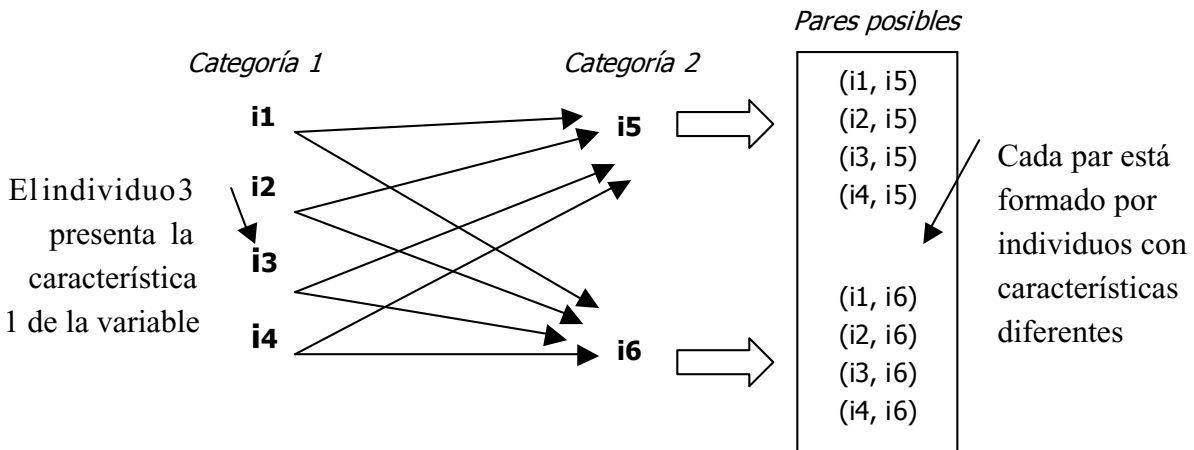 Pares posibles
Categoría 1
Categoría 2
i1
i2
i3
i4
i5
i6
El individuo 3
presenta la
característica
1 de la variable
(i1, i5)
(i2, i5)
(i3, i5)
(i4, i5)
(i1, i6)
(i2, i6)
(i3, i6)
(i4, i6)
Cada par está
formado por
individuos con
características
diferentes